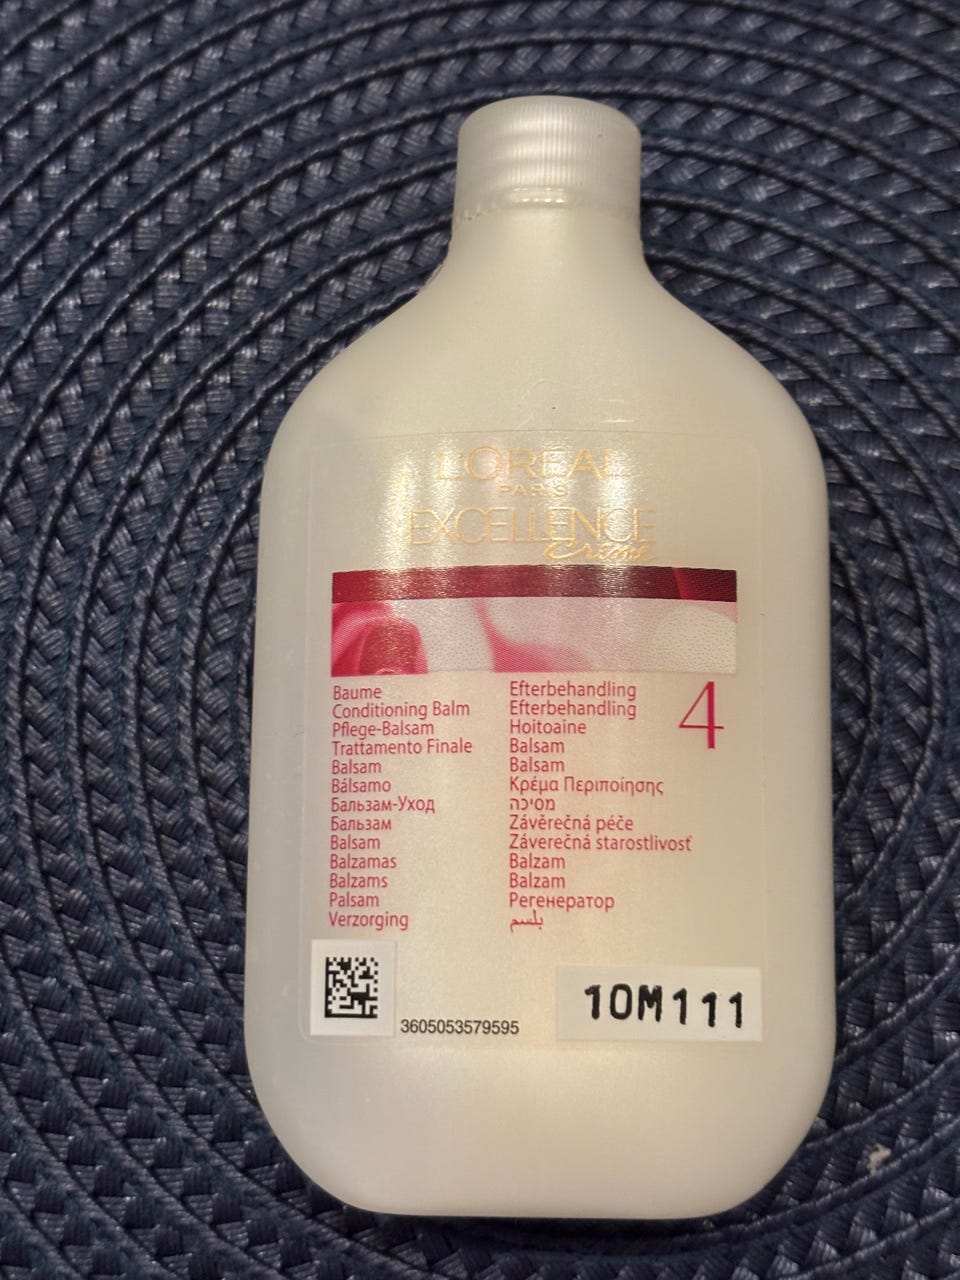 L'ORÉAL
PARIS
EXCELLENCE
Crème
Baume
Conditioning Balm
Pflege-Balsam
Trattamento Finale
Balsam
Bálsamo
Бальзам-Уход
Бальзам
Balsam
Balzamas
Balzams
Palsam
Verzorging
Efterbehandling
Efterbehandling
Hoitoaine
Balsam
Balsam
Κρέμα Περιποίησης
מסיכה
Závěrečná péče
Záverečná starostlivosť
Balzam
Balzam
Регенератор
بلسم
4
3605053579595
10M111